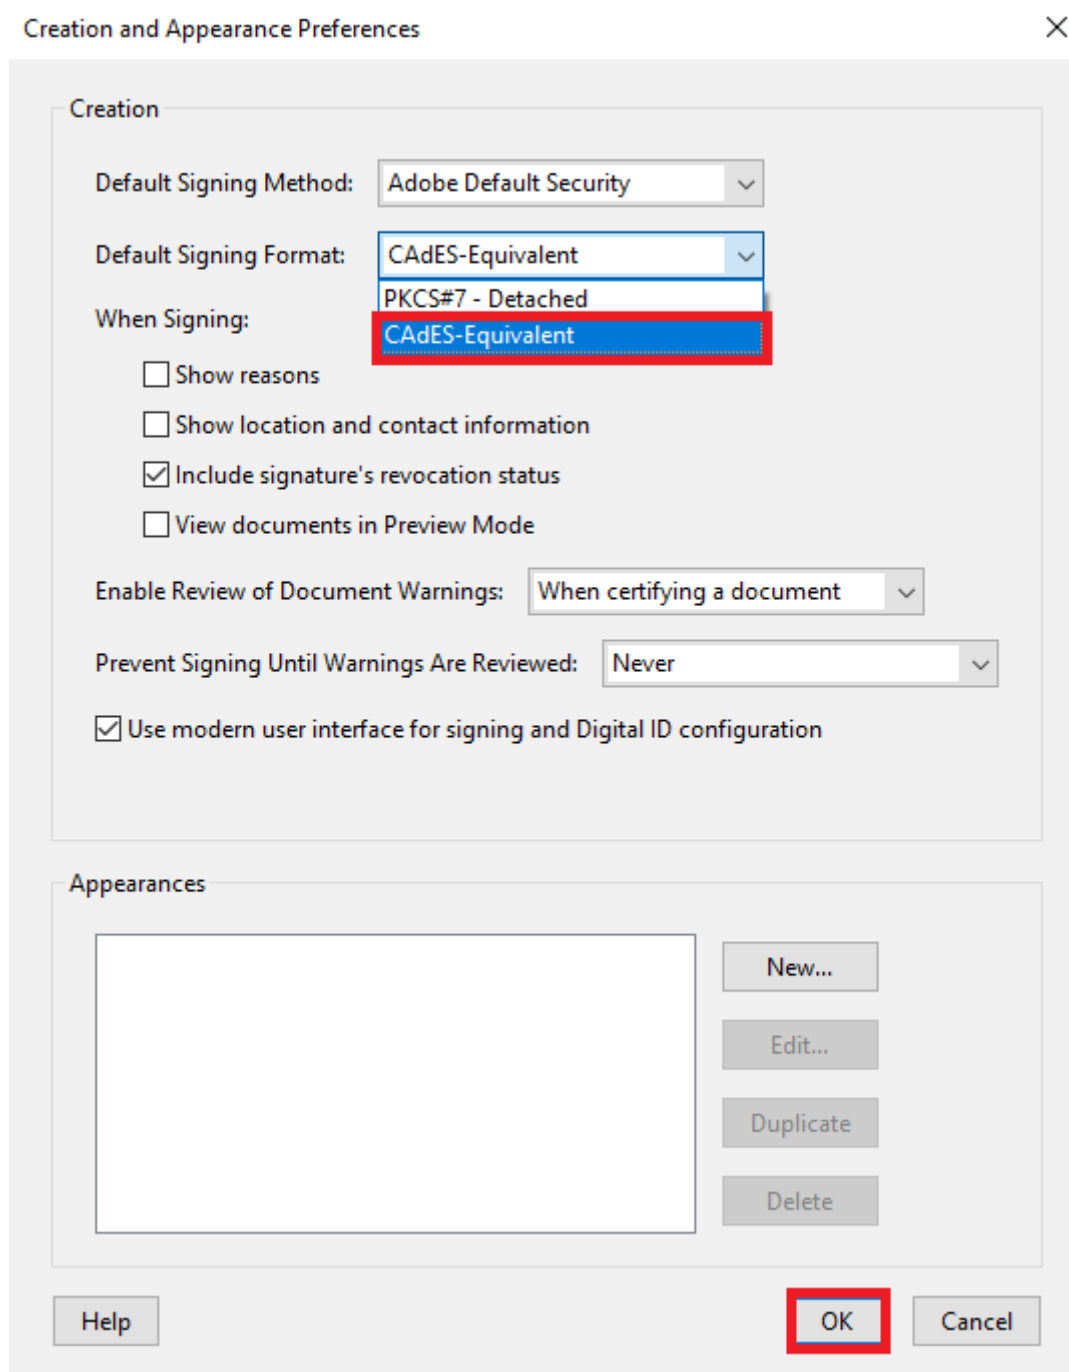 Creation and Appearance Preferences
Creation
Default Signing Method: Adobe Default Security
Default Signing Format: CAdES-Equivalent
PKCS#7 - Detached
CAdES-Equivalent
When Signing:
Show reasons
Show location and contact information
Include signature's revocation status
View documents in Preview Mode
Enable Review of Document Warnings: When certifying a document
Prevent Signing Until Warnings Are Reviewed: Never
Use modern user interface for signing and Digital ID configuration
Appearances
New...
Edit...
Duplicate
Delete
Help OK Cancel